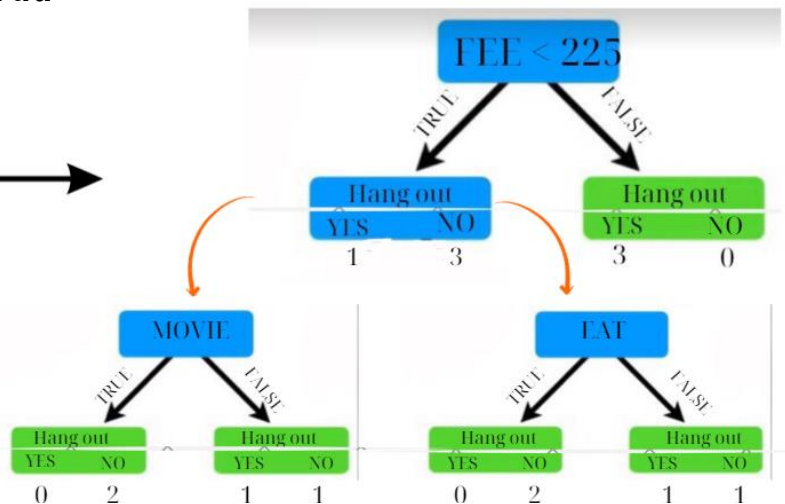 FEE < 225
TRUE
FALSE
Hang out
YES NO
1 3
Hang out
YES NO
3 0
MOVIE
TRUE
FALSE
Hang out
YES NO
0 2
Hang out
YES NO
1 1
EAT
TRUE
FALSE
Hang out
YES NO
0 2
Hang out
YES NO
1 1